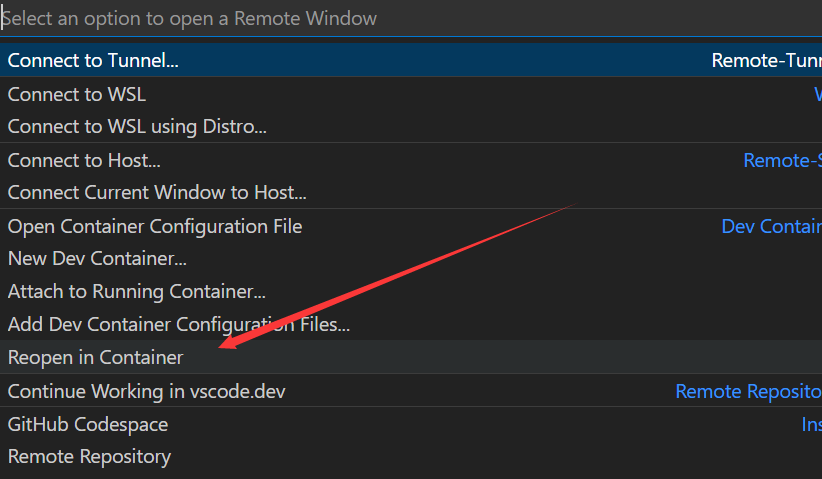 Select an option to open a Remote Window
Connect to Tunnel... Remote-Tunn
Connect to WSL
Connect to WSL using Distro...
Connect to Host... Remote-S
Connect Current Window to Host...
Open Container Configuration File Dev Contain
New Dev Container...
Attach to Running Container...
Add Dev Container Configuration Files...
Reopen in Container
Continue Working in vscode.dev Remote Reposito
GitHub Codespace Ins
Remote Repository